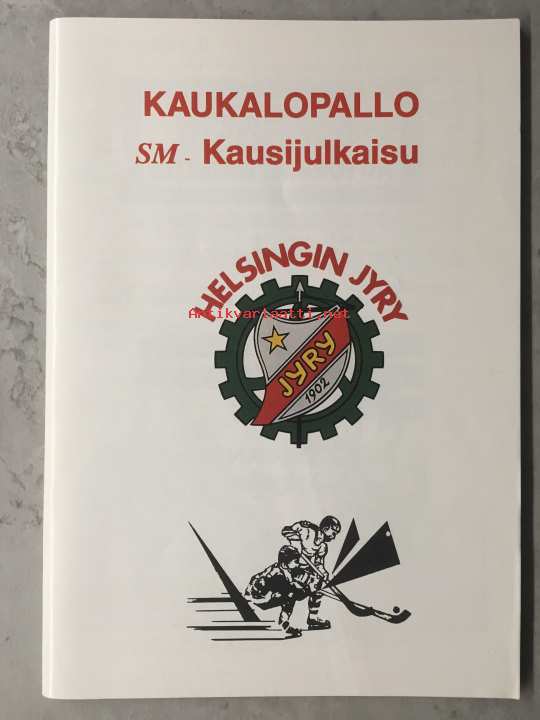 KAUKALOPALLO
SM - Kausijulkaisu
HELSINGIN JYRY
Antikvariaatti.net
JYRY
1902